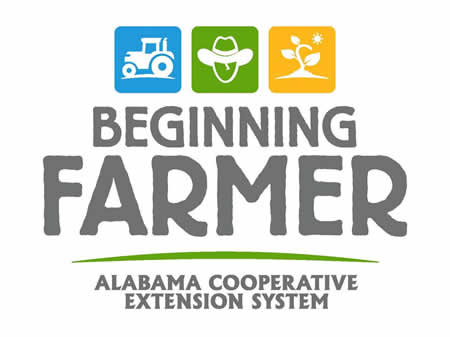 BEGINNING
FARMER
ALABAMA COOPERATIVE
EXTENSION SYSTEM